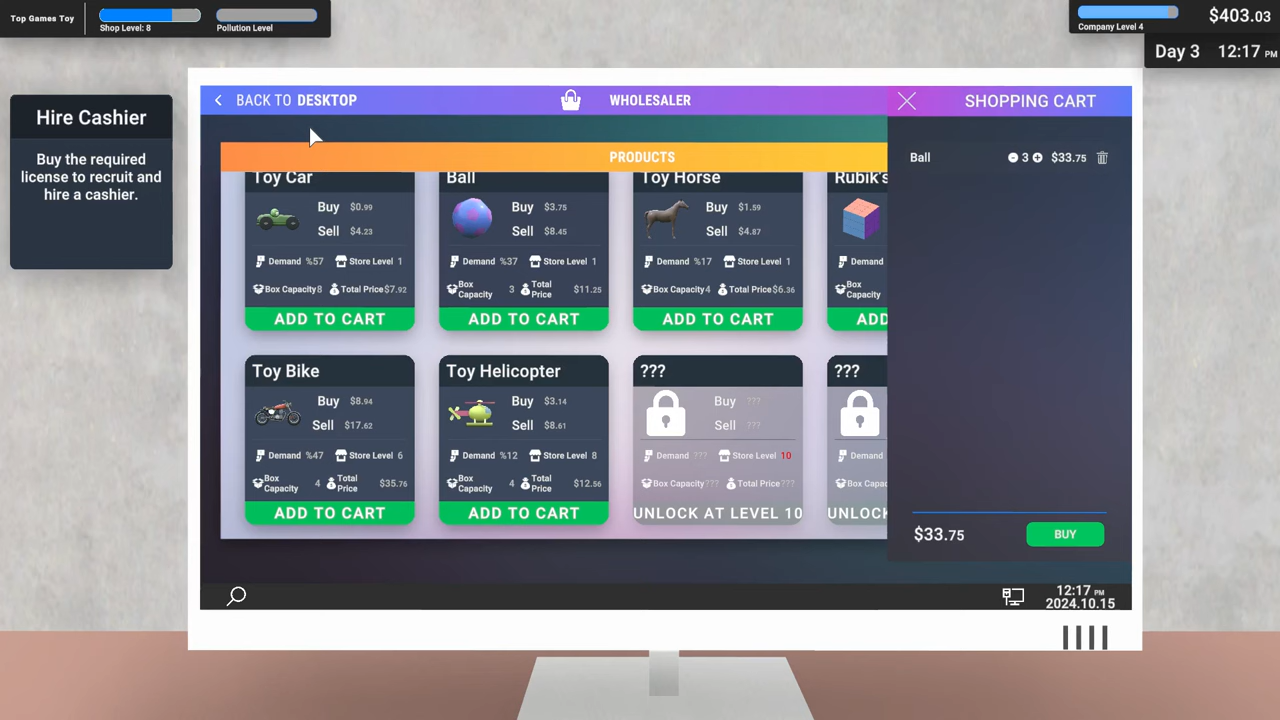 Top Games Toy
Shop Level: 8
Pollution Level
Company Level 4
$403.03
Day 3 12:17 PM
Hire Cashier
Buy the required
license to recruit and
hire a cashier.
BACK TO DESKTOP
WHOLESALER
SHOPPING CART
PRODUCTS
Ball 3 $33.75
Toy Car
Buy $0.99
Sell $4.23
Demand %57 Store Level 1
Box Capacity 8 Total Price $7.92
ADD TO CART
Ball
Buy $3.75
Sell $8.45
Demand %37 Store Level 1
Box Capacity 3 Total Price $11.25
ADD TO CART
Toy Horse
Buy $1.59
Sell $4.87
Demand %17 Store Level 1
Box Capacity 4 Total Price $6.36
ADD TO CART
Rubik's
Demand
Box Capacity
ADD
Toy Bike
Buy $8.94
Sell $17.62
Demand %47 Store Level 6
Box Capacity 4 Total Price $35.76
ADD TO CART
Toy Helicopter
Buy $3.14
Sell $8.61
Demand %12 Store Level 8
Box Capacity 4 Total Price $12.56
ADD TO CART
???
Buy ???
Sell ???
Demand ??? Store Level 10
Box Capacity ??? Total Price ???
UNLOCK AT LEVEL 10
???
Demand
Box Capacity
UNLOCK
$33.75
BUY
12:17 PM
2024.10.15